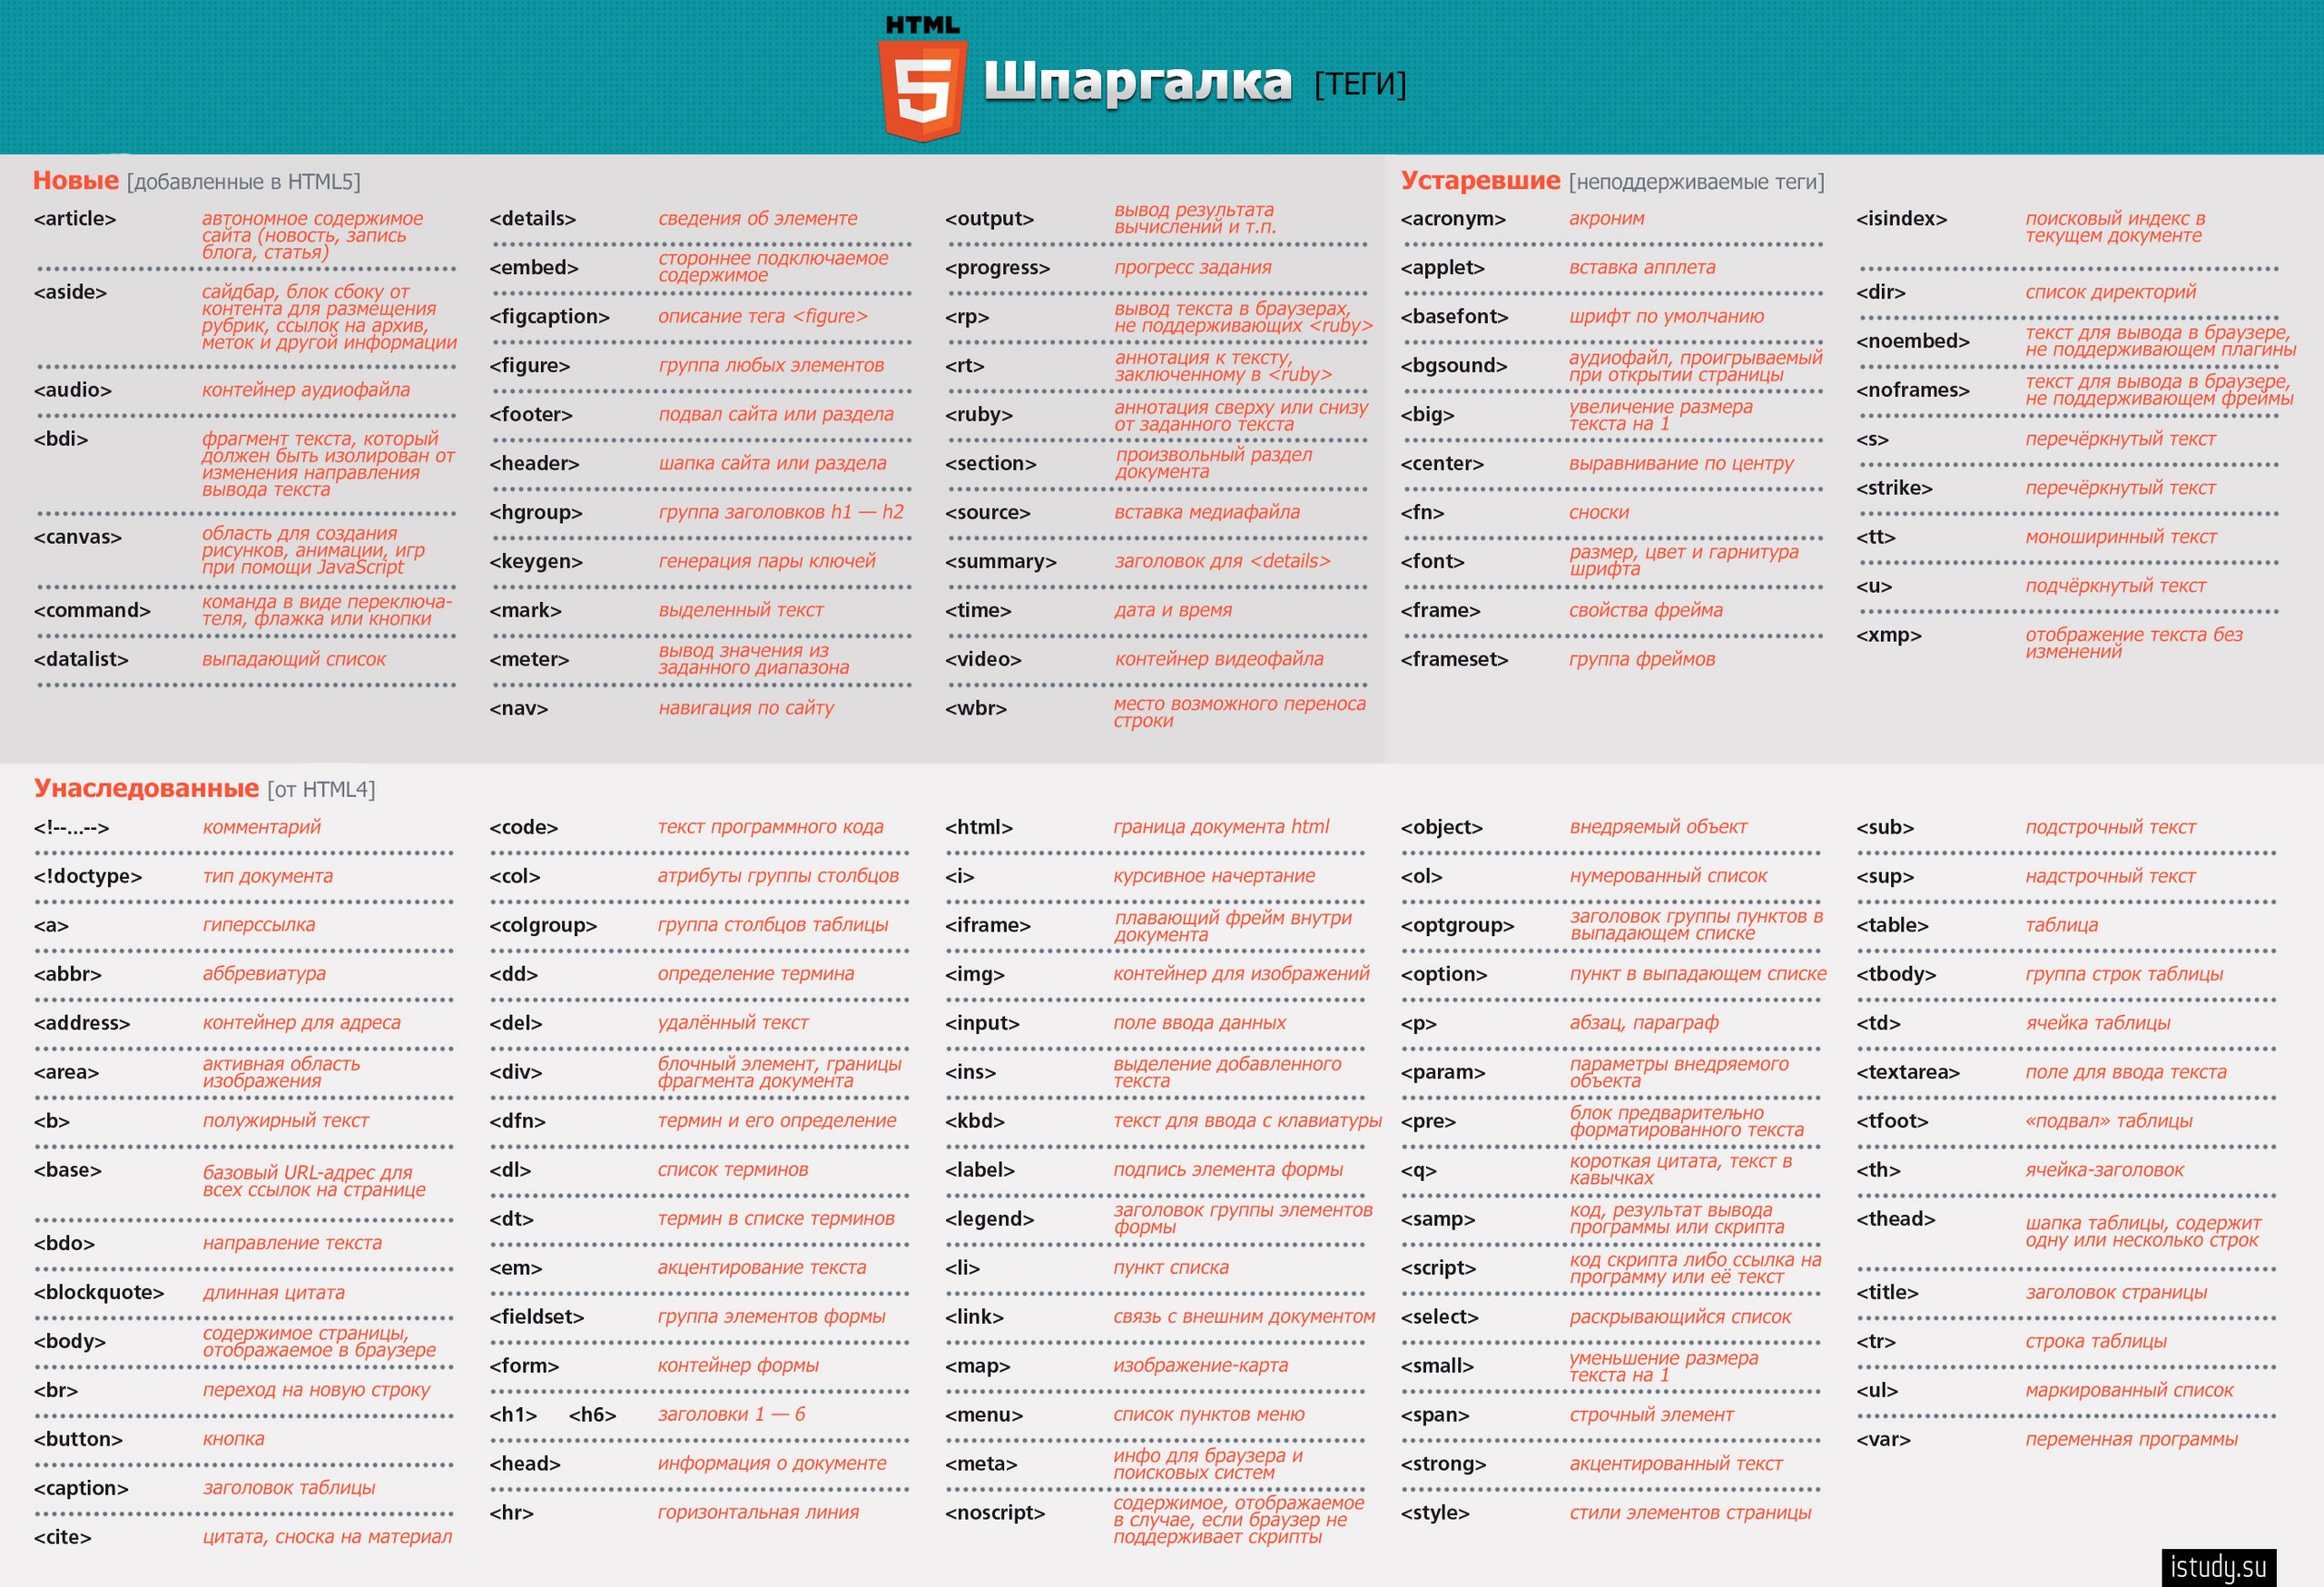 HTML
5
Шпаргалка [ТЕГИ]
Новые [добавленные в HTML5]
<article> автономное содержимое
сайта (новость, запись
блога, статья)
<aside> сайдбар, блок сбоку от
контента для размещения
рубрик, ссылок на архив,
меток и другой информации
<audio> контейнер аудиофайла
<bdi> фрагмент текста, который
должен быть изолирован от
изменения направления
вывода текста
<canvas> область для создания
рисунков, анимации, игр
при помощи JavaScript
<command> команда в виде переключа-
теля, флажка или кнопки
<datalist> выпадающий список
<details> сведения об элементе
<embed> стороннее подключаемое
содержимое
<figcaption> описание тега <figure>
<figure> группа любых элементов
<footer> подвал сайта или раздела
<header> шапка сайта или раздела
<hgroup> группа заголовков h1 — h2
<keygen> генерация пары ключей
<mark> выделенный текст
<meter> вывод значения из
заданного диапазона
<nav> навигация по сайту
<output> вывод результата
вычислений и т.п.
<progress> прогресс задания
<rp> вывод текста в браузерах,
не поддерживающих <ruby>
<rt> аннотация к тексту,
заключенному в <ruby>
<ruby> аннотация сверху или снизу
от заданного текста
<section> произвольный раздел
документа
<source> вставка медиафайла
<summary> заголовок для <details>
<time> дата и время
<video> контейнер видеофайла
<wbr> место возможного переноса
строки
Устаревшие [неподдерживаемые теги]
<acronym> акроним
<applet> вставка апплета
<basefont> шрифт по умолчанию
<bgsound> аудиофайл, проигрываемый
при открытии страницы
<big> увеличение размера
текста на 1
<center> выравнивание по центру
<fn> сноски
<font> размер, цвет и гарнитура
шрифта
<frame> свойства фрейма
<frameset> группа фреймов
<isindex> поисковый индекс в
текущем документе
<dir> список директорий
<noembed> текст для вывода в браузере,
не поддерживающем плагины
<noframes> текст для вывода в браузере,
не поддерживающем фреймы
<s> перечёркнутый текст
<strike> перечёркнутый текст
<tt> моноширинный текст
<u> подчёркнутый текст
<xmp> отображение текста без
изменений
Унаследованные [от HTML4]
<!--...--> комментарий
<!doctype> тип документа
<a> гиперссылка
<abbr> аббревиатура
<address> контейнер для адреса
<area> активная область
изображения
<b> полужирный текст
<base> базовый URL-адрес для
всех ссылок на странице
<bdo> направление текста
<blockquote> длинная цитата
<body> содержимое страницы,
отображаемое в браузере
<br> переход на новую строку
<button> кнопка
<caption> заголовок таблицы
<cite> цитата, сноска на материал
<code> текст программного кода
<col> атрибуты группы столбцов
<colgroup> группа столбцов таблицы
<dd> определение термина
<del> удалённый текст
<div> блочный элемент, границы
фрагмента документа
<dfn> термин и его определение
<dl> список терминов
<dt> термин в списке терминов
<em> акцентирование текста
<fieldset> группа элементов формы
<form> контейнер формы
<h1> <h6> заголовки 1 — 6
<head> информация о документе
<hr> горизонтальная линия
<html> граница документа html
<i> курсивное начертание
<iframe> плавающий фрейм внутри
документа
<img> контейнер для изображений
<input> поле ввода данных
<ins> выделение добавленного
текста
<kbd> текст для ввода с клавиатуры
<label> подпись элемента формы
<legend> заголовок группы элементов
формы
<li> пункт списка
<link> связь с внешним документом
<map> изображение-карта
<menu> список пунктов меню
<meta> инфо для браузера и
поисковых систем
<noscript> содержимое, отображаемое
в случае, если браузер не
поддерживает скрипты
<object> внедряемый объект
<ol> нумерованный список
<optgroup> заголовок группы пунктов в
выпадающем списке
<option> пункт в выпадающем списке
<p> абзац, параграф
<param> параметры внедряемого
объекта
<pre> блок предварительно
форматированного текста
<q> короткая цитата, текст в
кавычках
<samp> код, результат вывода
программы или скрипта
<script> код скрипта либо ссылка на
программу или её текст
<select> раскрывающийся список
<small> уменьшение размера
текста на 1
<span> строчный элемент
<strong> акцентированный текст
<style> стили элементов страницы
<sub> подстрочный текст
<sup> надстрочный текст
<table> таблица
<tbody> группа строк таблицы
<td> ячейка таблицы
<textarea> поле для ввода текста
<tfoot> «подвал» таблицы
<th> ячейка-заголовок
<thead> шапка таблицы, содержит
одну или несколько строк
<title> заголовок страницы
<tr> строка таблицы
<ul> маркированный список
<var> переменная программы
istudy.su